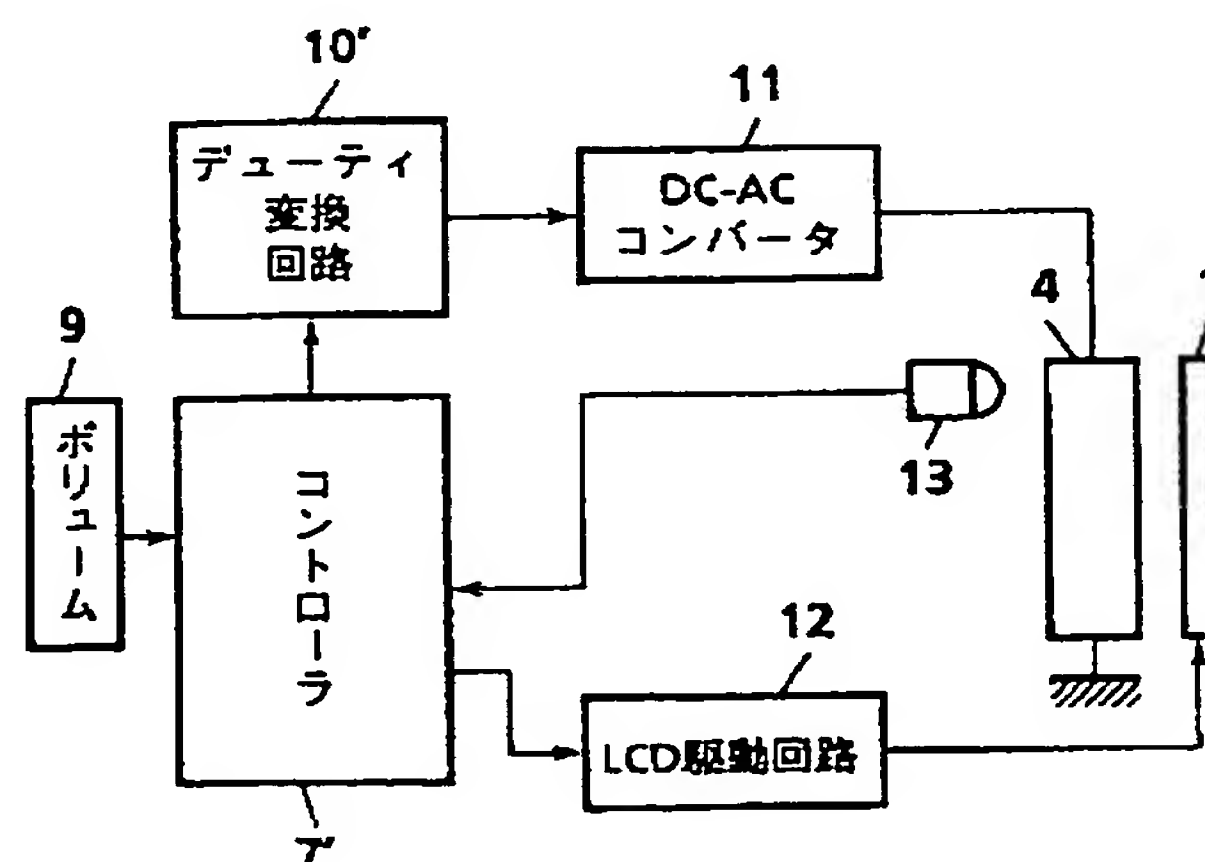 10'
デューティ
変換
回路
11
DC-AC
コンバータ
9
ボリューム
コントローラ
13
4
12
LCD駆動回路
7'